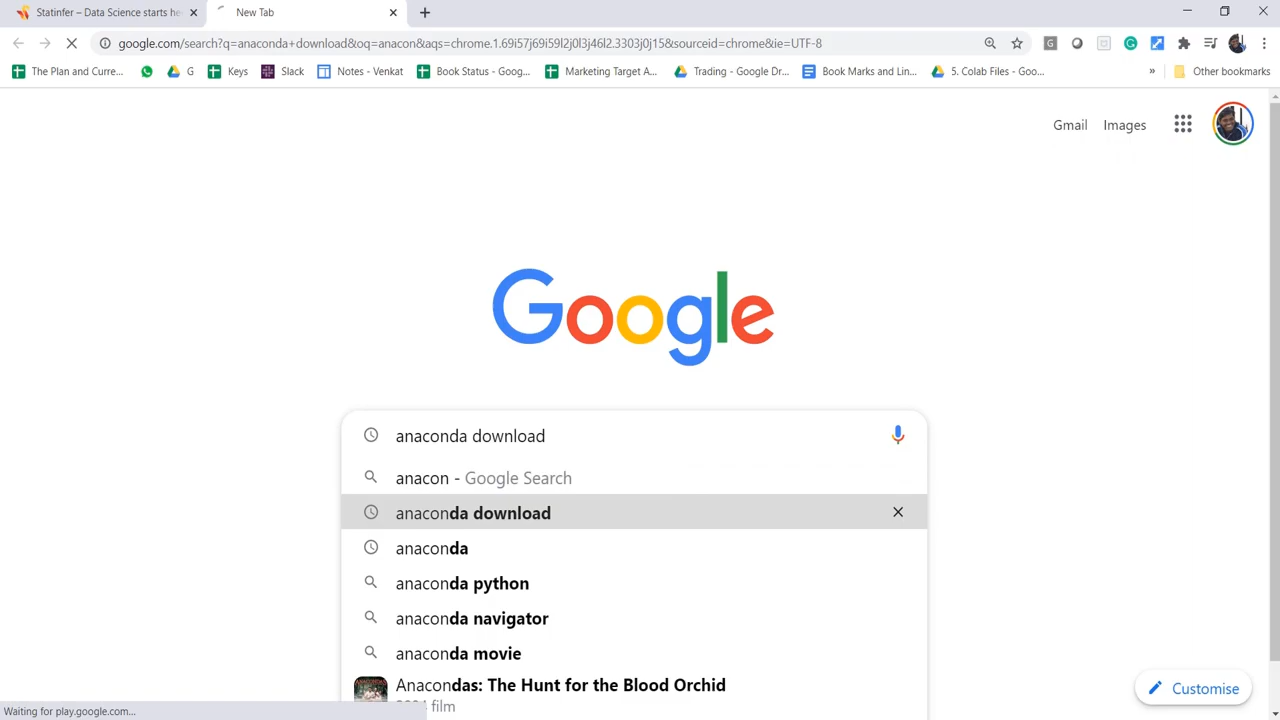 Statinfer – Data Science starts he
New Tab
google.com/search?q=anaconda+download&oq=anacon&aqs=chrome.1.69i57j69i59l2j0l3j46l2.3303j0j15&sourceid=chrome&ie=UTF-8
The Plan and Curre...
G
Keys
Slack
Notes - Venkat
Book Status - Goog...
Marketing Target A...
Trading - Google Dr...
Book Marks and Lin...
5. Colab Files - Goo...
»
Other bookmarks
Gmail
Images
Google
anaconda download
anacon - Google Search
anaconda download
anaconda
anaconda python
anaconda navigator
anaconda movie
Anacondas: The Hunt for the Blood Orchid
film
Customise
Waiting for play.google.com...